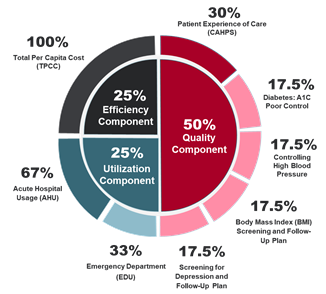 30%
Patient Experience of Care
(CAHPS)
100%
Total Per Capita Cost
(TPCC)
25%
Efficiency
Component
50%
Quality
Component
17.5%
Diabetes: A1C
Poor Control
17.5%
Controlling
High Blood
Pressure
25%
Utilization
Component
67%
Acute Hospital
Usage (AHU)
17.5%
Body Mass Index (BMI)
Screening and Follow-
Up Plan
33%
Emergency Department
(EDU)
17.5%
Screening for
Depression and
Follow-Up Plan